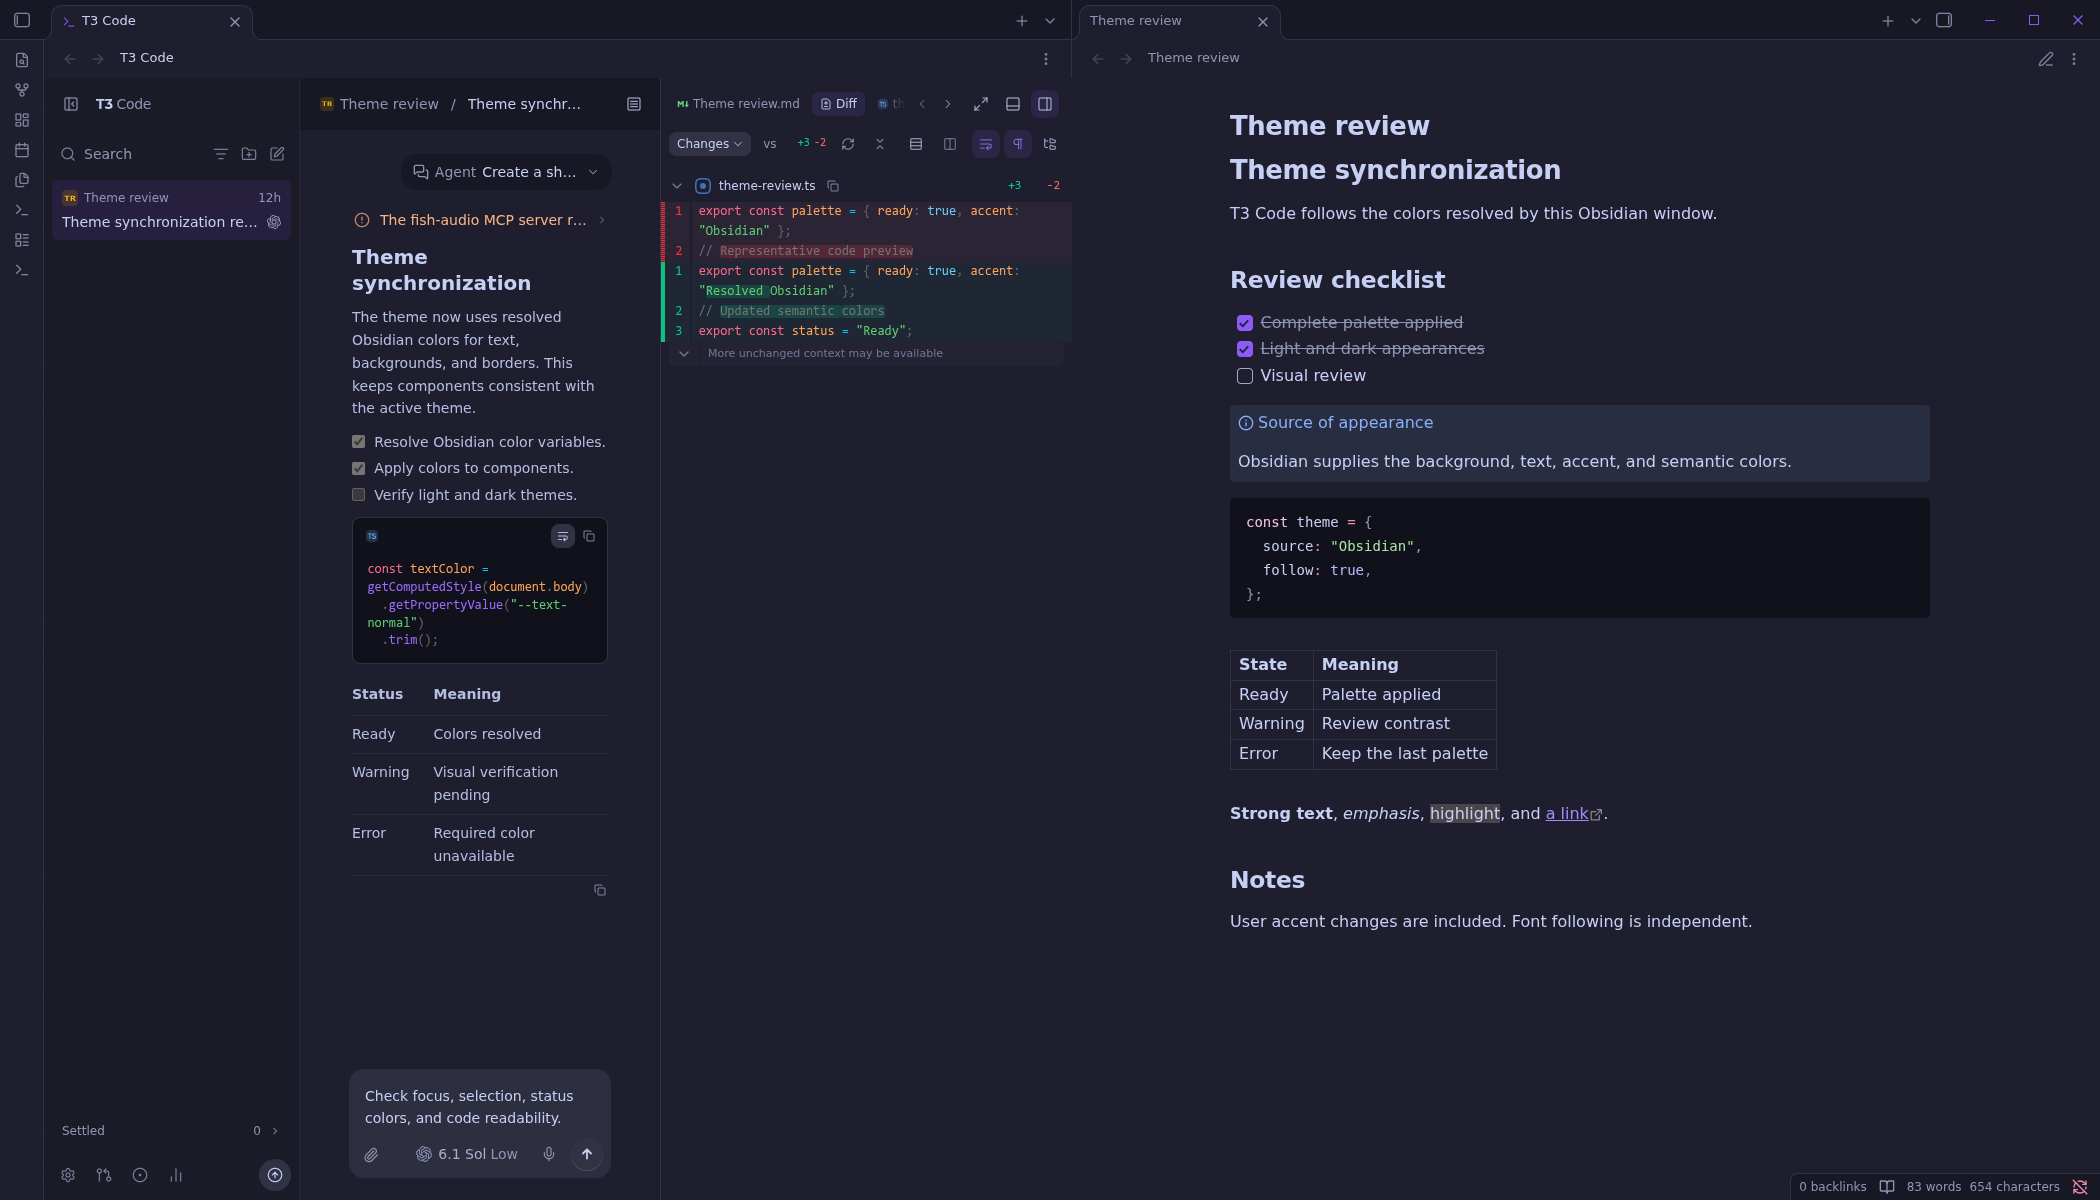 T3 Code
Theme review
T3 Code
Theme review
T3 Code
Search
TR Theme review 12h
Theme synchronization re...
Settled 0
TR Theme review / Theme synchr...
Agent Create a sh...
The fish-audio MCP server r...
Theme
synchronization
The theme now uses resolved
Obsidian colors for text,
backgrounds, and borders. This
keeps components consistent with
the active theme.
Resolve Obsidian color variables.
Apply colors to components.
Verify light and dark themes.
TS
const textColor =
getComputedStyle(document.body)
.getPropertyValue("--text-
normal")
.trim();
Status Meaning
Ready Colors resolved
Warning Visual verification
pending
Error Required color
unavailable
Check focus, selection, status
colors, and code readability.
6.1 Sol Low
M↓ Theme review.md Diff TS th
Changes vs +3 -2
theme-review.ts +3 -2
1 export const palette = { ready: true, accent:
"Obsidian" };
2 // Representative code preview
1 export const palette = { ready: true, accent:
"Resolved Obsidian" };
2 // Updated semantic colors
3 export const status = "Ready";
More unchanged context may be available
Theme review
Theme synchronization
T3 Code follows the colors resolved by this Obsidian window.
Review checklist
Complete palette applied
Light and dark appearances
Visual review
Source of appearance
Obsidian supplies the background, text, accent, and semantic colors.
const theme = {
source: "Obsidian",
follow: true,
};
State Meaning
Ready Palette applied
Warning Review contrast
Error Keep the last palette
Strong text, emphasis, highlight, and a link.
Notes
User accent changes are included. Font following is independent.
0 backlinks 83 words 654 characters